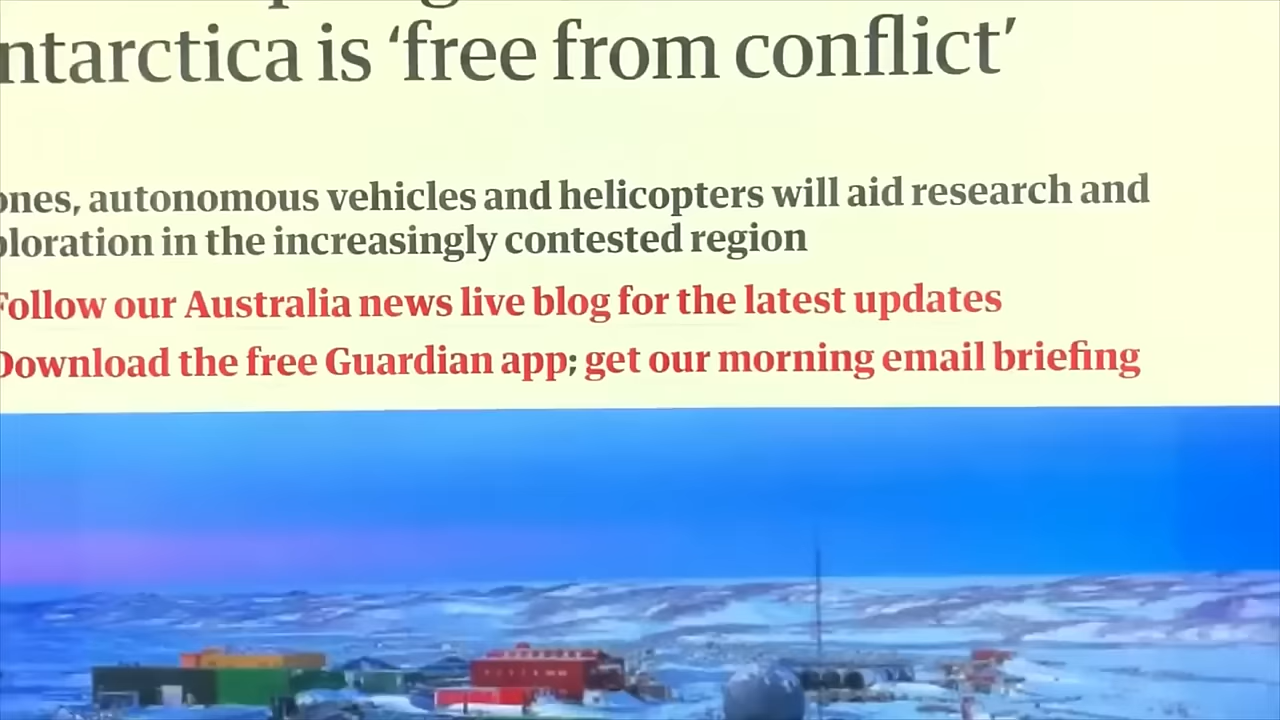 ntarctica is ‘free from conflict’
ones, autonomous vehicles and helicopters will aid research and
ploration in the increasingly contested region
Follow our Australia news live blog for the latest updates
Download the free Guardian app; get our morning email briefing